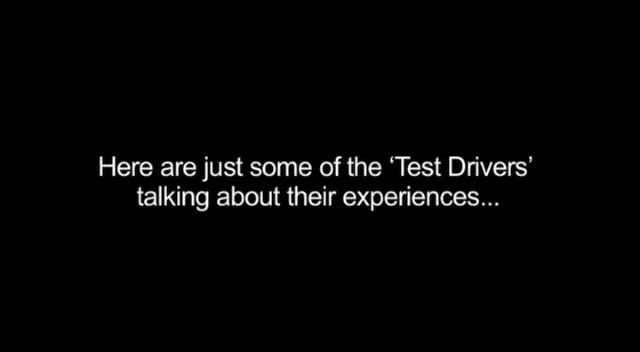 Here are just some of the ‘Test Drivers’
talking about their experiences...